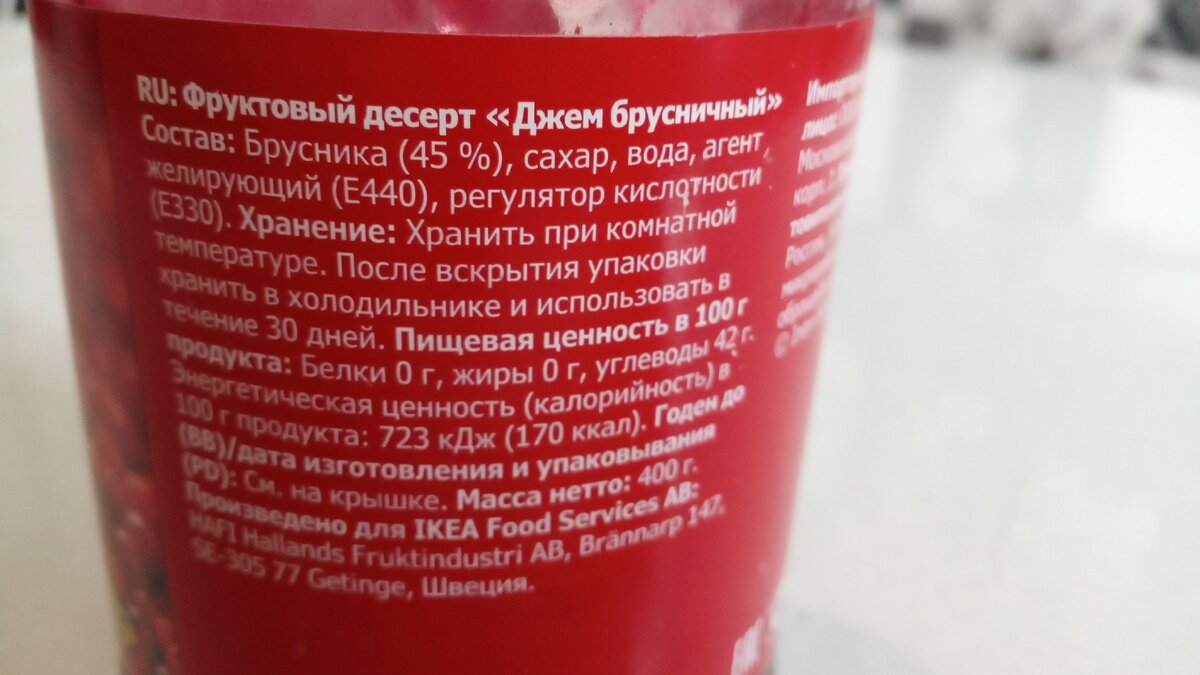 RU: Фруктовый десерт «Джем брусничный»
Состав: Брусника (45 %), сахар, вода, агент
желирующий (Е440), регулятор кислотности
(Е330). Хранение: Хранить при комнатной
температуре. После вскрытия упаковки
хранить в холодильнике и использовать в
течение 30 дней. Пищевая ценность в 100 г
продукта: Белки 0 г, жиры 0 г, углеводы 42 г.
Энергетическая ценность (калорийность) в
100 г продукта: 723 кДж (170 ккал). Годен до
(BB)/дата изготовления и упаковывания
(PD): См. на крышке. Масса нетто: 400 г.
Произведено для IKEA Food Services AB:
HAFI Hallands Fruktindustri AB, Brännarp 147,
SE-305 77 Getinge, Швеция.